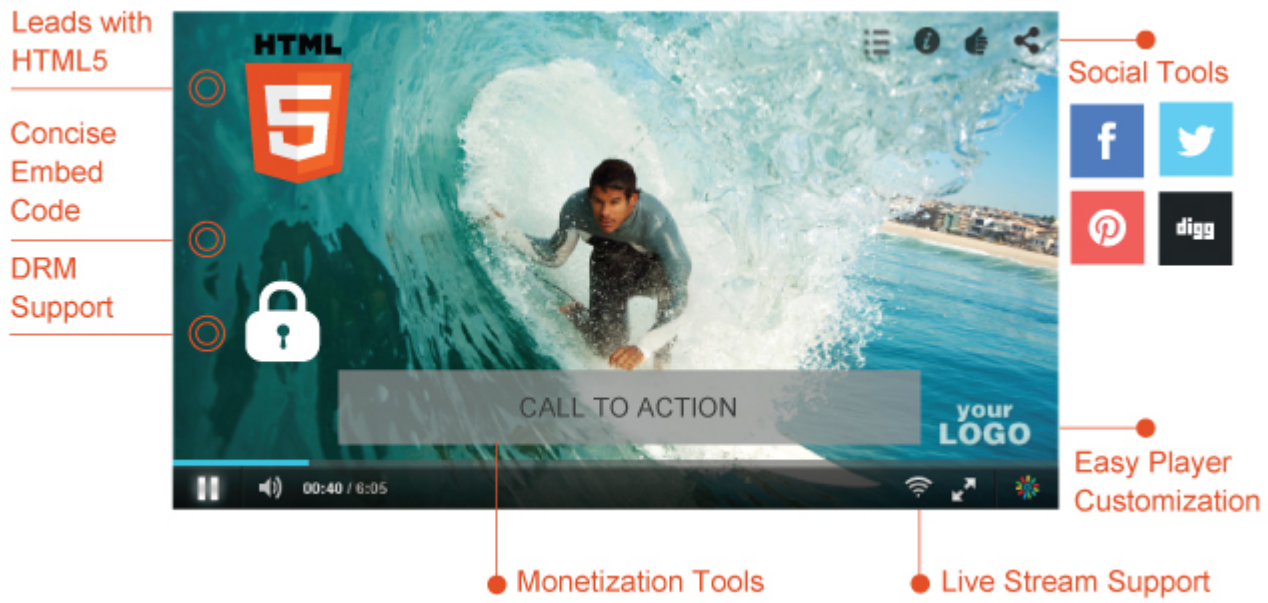 Leads with
HTML5
Concise
Embed
Code
DRM
Support
HTML
5
Social Tools
f
digg
CALL TO ACTION
your
LOGO
00:40 / 6:05
Easy Player
Customization
Monetization Tools
Live Stream Support